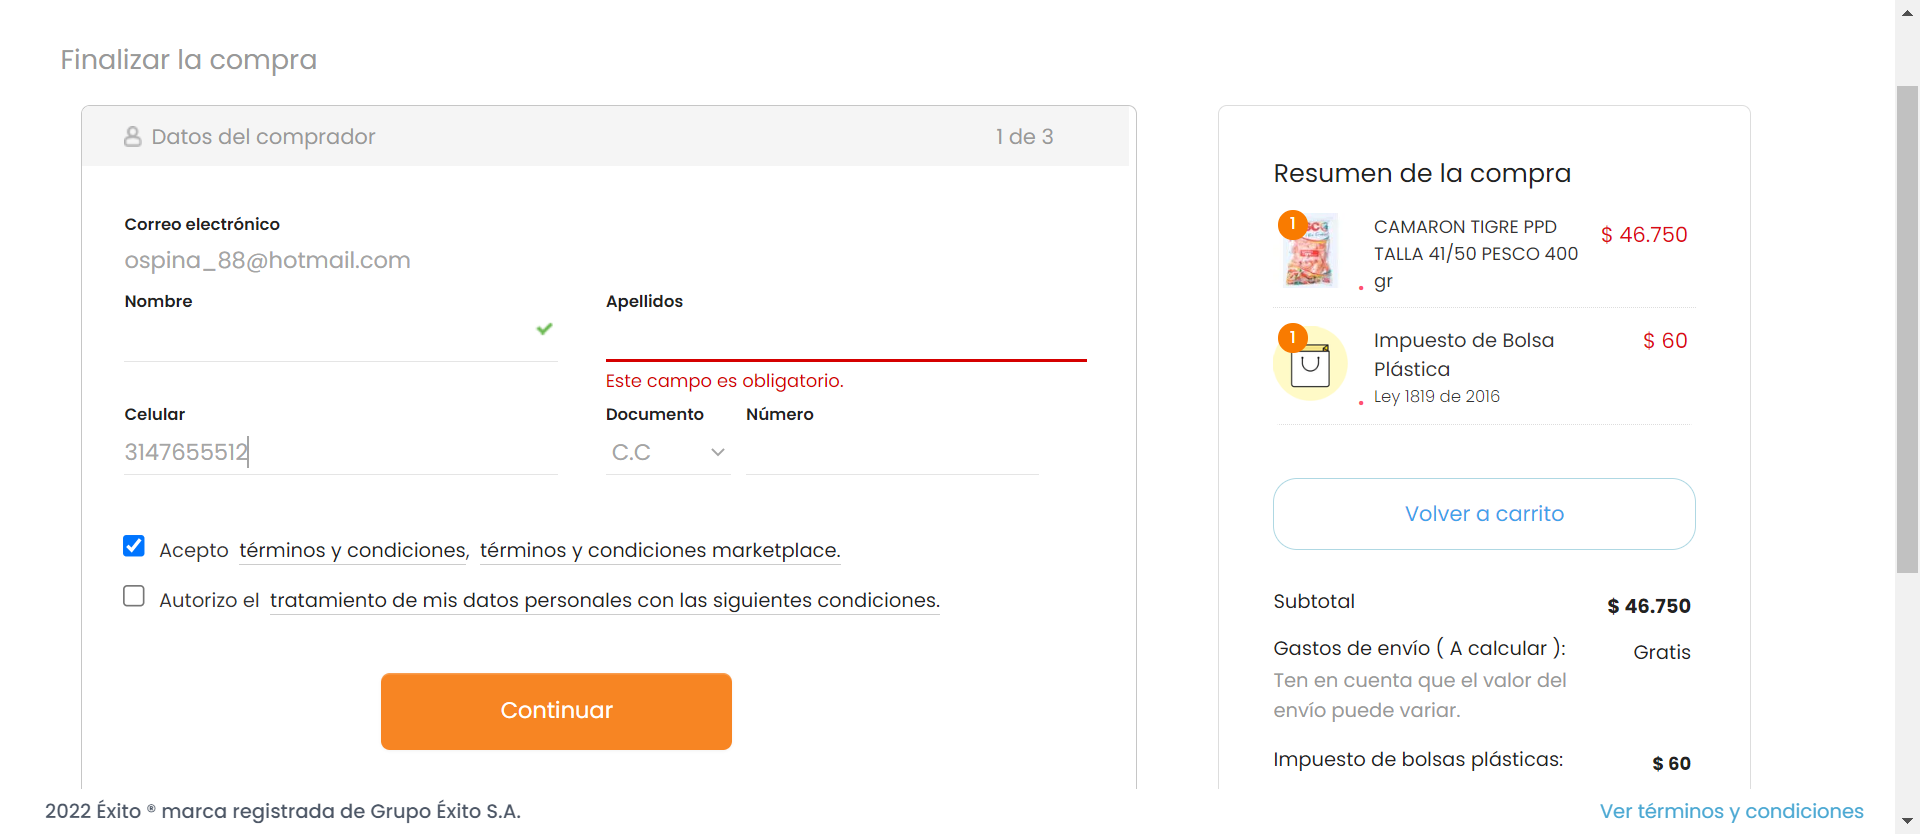 Finalizar la compra
Datos del comprador
1 de 3
Correo electrónico
ospina_88@hotmail.com
Nombre
Apellidos
Este campo es obligatorio.
Celular
Documento
Número
3147655512
C.C
Acepto términos y condiciones, términos y condiciones marketplace.
Autorizo el tratamiento de mis datos personales con las siguientes condiciones.
Continuar
Resumen de la compra
1
CAMARON TIGRE PPD
TALLA 41/50 PESCO 400
gr
$ 46.750
1
Impuesto de Bolsa
Plástica
Ley 1819 de 2016
$ 60
Volver a carrito
Subtotal
$ 46.750
Gastos de envío ( A calcular ):
Gratis
Ten en cuenta que el valor del
envío puede variar.
Impuesto de bolsas plásticas:
$ 60
2022 Éxito ® marca registrada de Grupo Éxito S.A.
Ver términos y condiciones